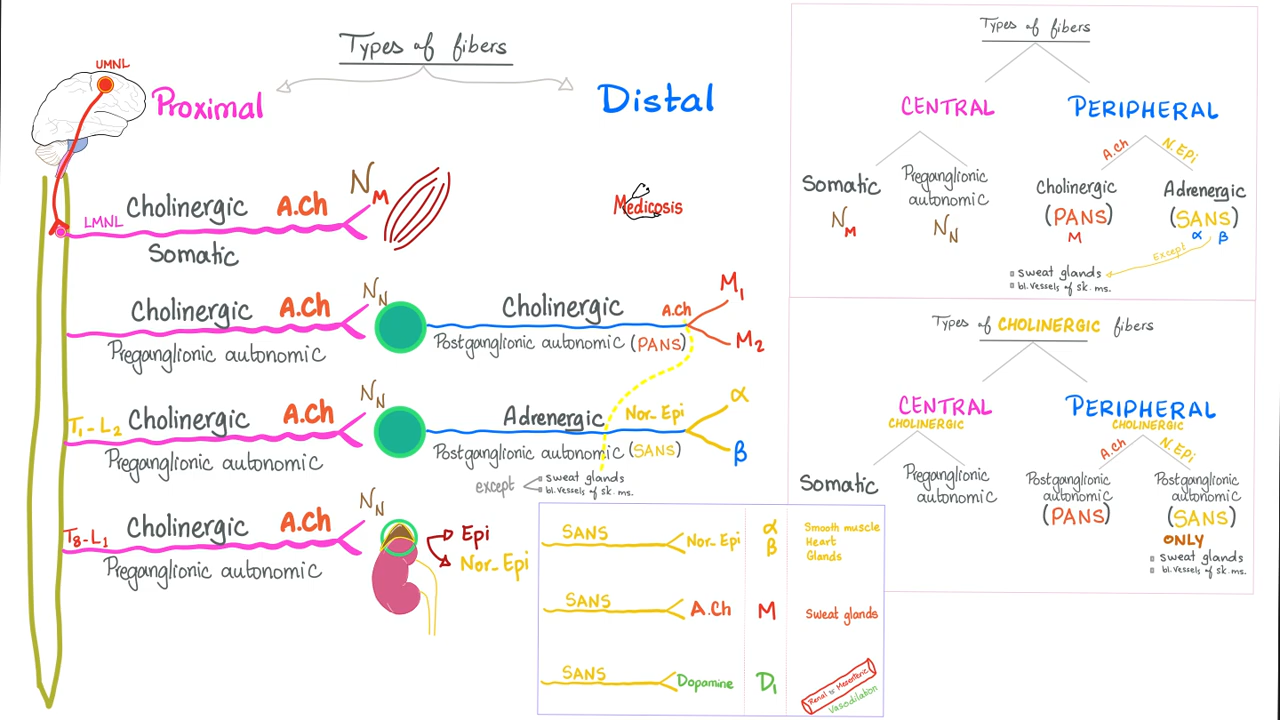 Types of fibers
UMNL
Proximal
Distal
Cholinergic A.Ch
N M
LMNL
Somatic
Medicosis
Cholinergic A.Ch
N N
Preganglionic autonomic
Cholinergic A.Ch
Postganglionic autonomic (PANS)
M1
M2
T1-L2 Cholinergic A.Ch
N N
Preganglionic autonomic
Adrenergic Nor-Epi
Postganglionic autonomic (SANS)
α
β
except
sweat glands
bl. vessels of sk. ms.
T8-L1 Cholinergic A.Ch
N N
Preganglionic autonomic
Epi
Nor-Epi
SANS Nor-Epi α β
Smooth muscle
Heart
Glands
SANS A.Ch M Sweat glands
SANS Dopamine D1
Renal & Mesenteric
Vasodilation
Types of fibers
CENTRAL
PERIPHERAL
A.ch
N.Epi
Somatic
N M
Preganglionic
autonomic
N N
Cholinergic
(PANS)
M
Adrenergic
(SANS)
α β
Except
sweat glands
bl. vessels of sk. ms.
Types of CHOLINERGIC fibers
CENTRAL
CHOLINERGIC
PERIPHERAL
CHOLINERGIC
A.ch
N.Epi
Somatic
Preganglionic
autonomic
Postganglionic
autonomic
(PANS)
Postganglionic
autonomic
(SANS)
ONLY
sweat glands
bl. vessels of sk. ms.